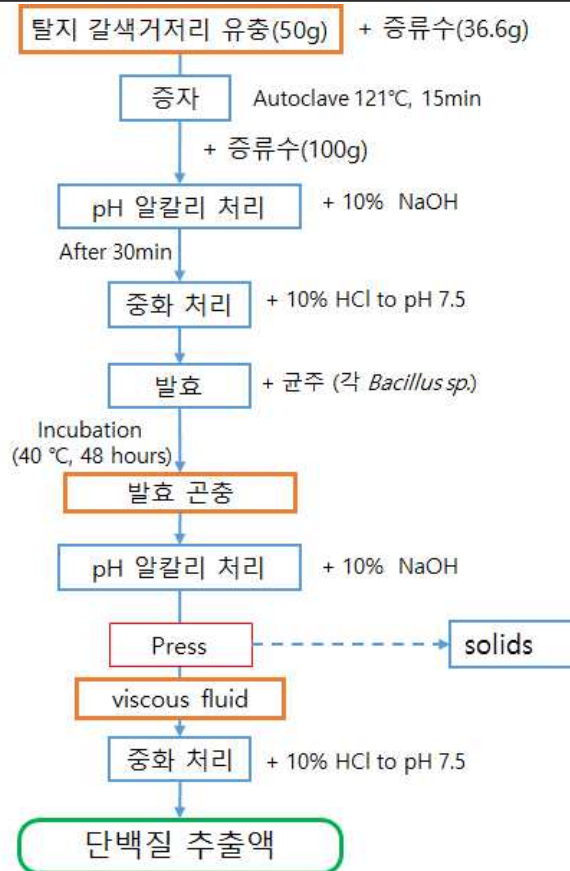 탈지 갈색거저리 유충(50g) + 증류수(36.6g)
증자 Autoclave 121℃, 15min
+ 증류수(100g)
pH 알칼리 처리 + 10% NaOH
After 30min
중화 처리 + 10% HCl to pH 7.5
발효 + 균주 (각 Bacillus sp.)
Incubation
(40 ℃, 48 hours)
발효 곤충
pH 알칼리 처리 + 10% NaOH
Press solids
viscous fluid
중화 처리 + 10% HCl to pH 7.5
단백질 추출액